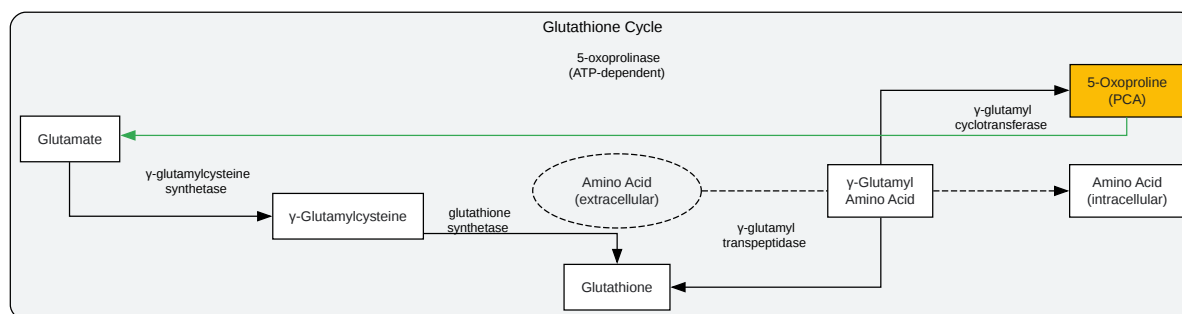 Glutathione Cycle
5-oxoprolinase
(ATP-dependent)
5-Oxoproline
(PCA)
γ-glutamyl
cyclotransferase
Glutamate
γ-glutamylcysteine
synthetase
Amino Acid
(extracellular)
γ-Glutamyl
Amino Acid
Amino Acid
(intracellular)
γ-Glutamylcysteine
glutathione
synthetase
γ-glutamyl
transpeptidase
Glutathione